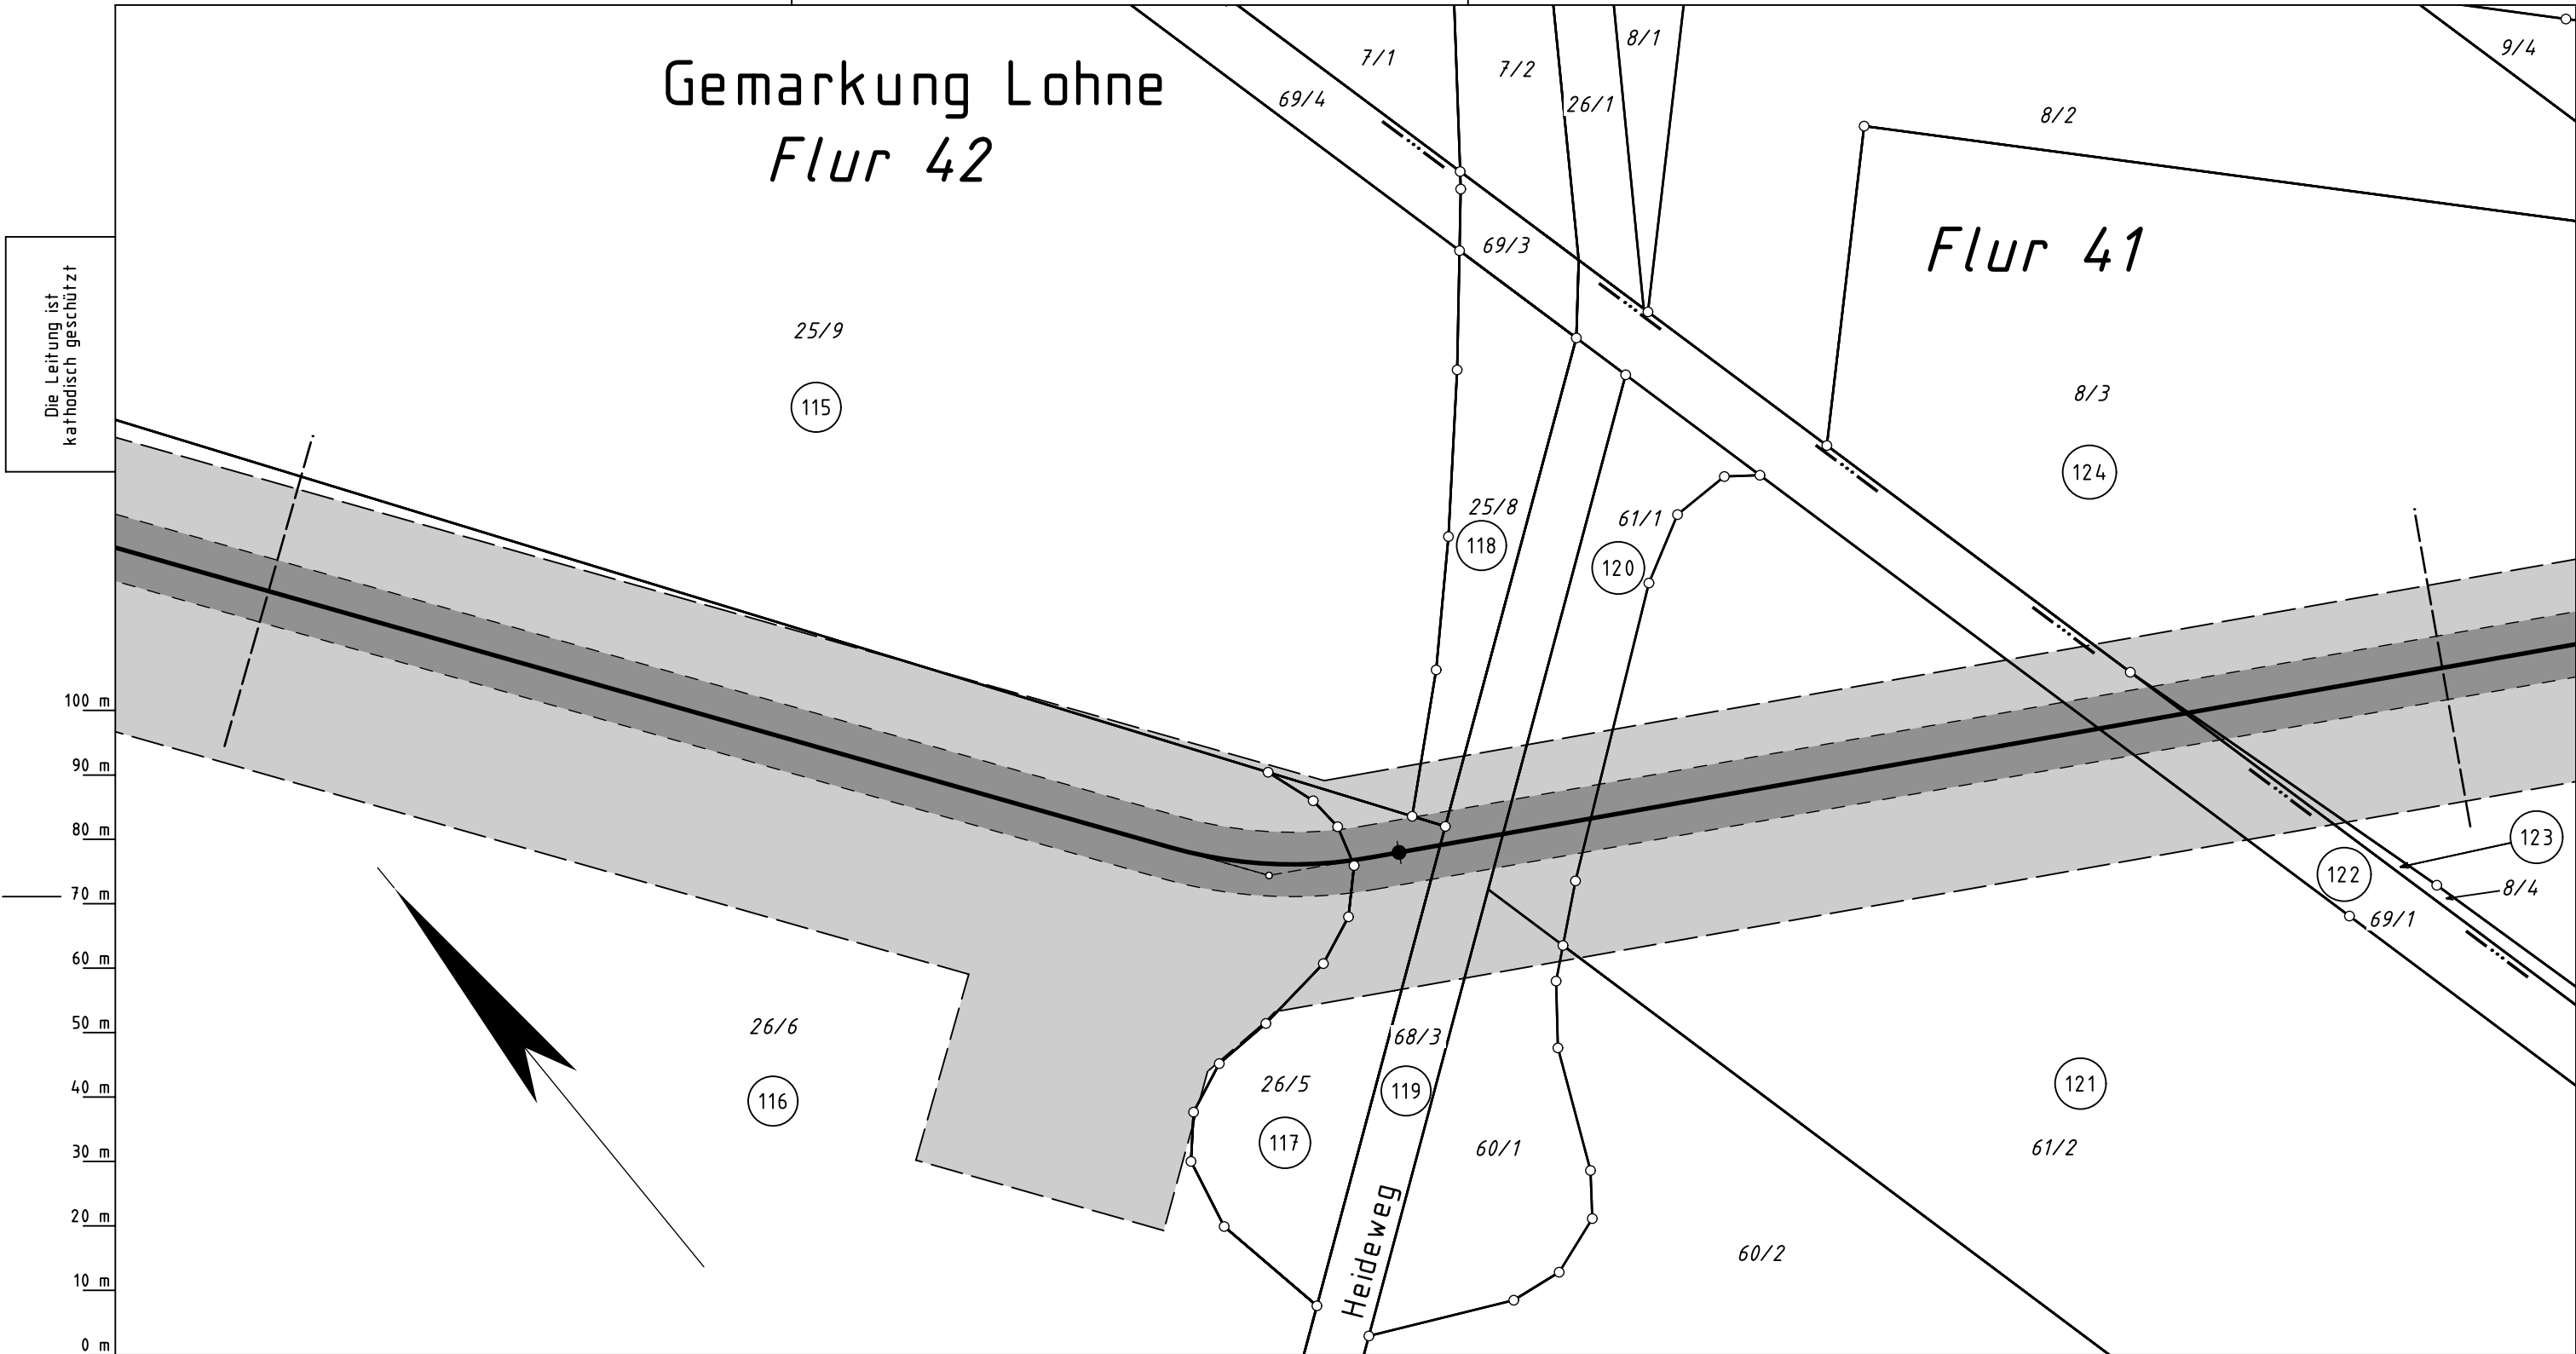 Gemarkung Lohne
Flur 42
7/1
7/2
8/1
9/4
69/4
26/1
8/2
69/3
Flur 41
Die Leitung ist
kathodisch geschützt
25/9
115
8/3
124
25/8
118
61/1
120
100 m
90 m
80 m
70 m
60 m
50 m
40 m
30 m
20 m
10 m
0 m
123
122
8/4
69/1
26/6
116
68/3
119
26/5
117
121
60/1
61/2
60/2
Heideweg